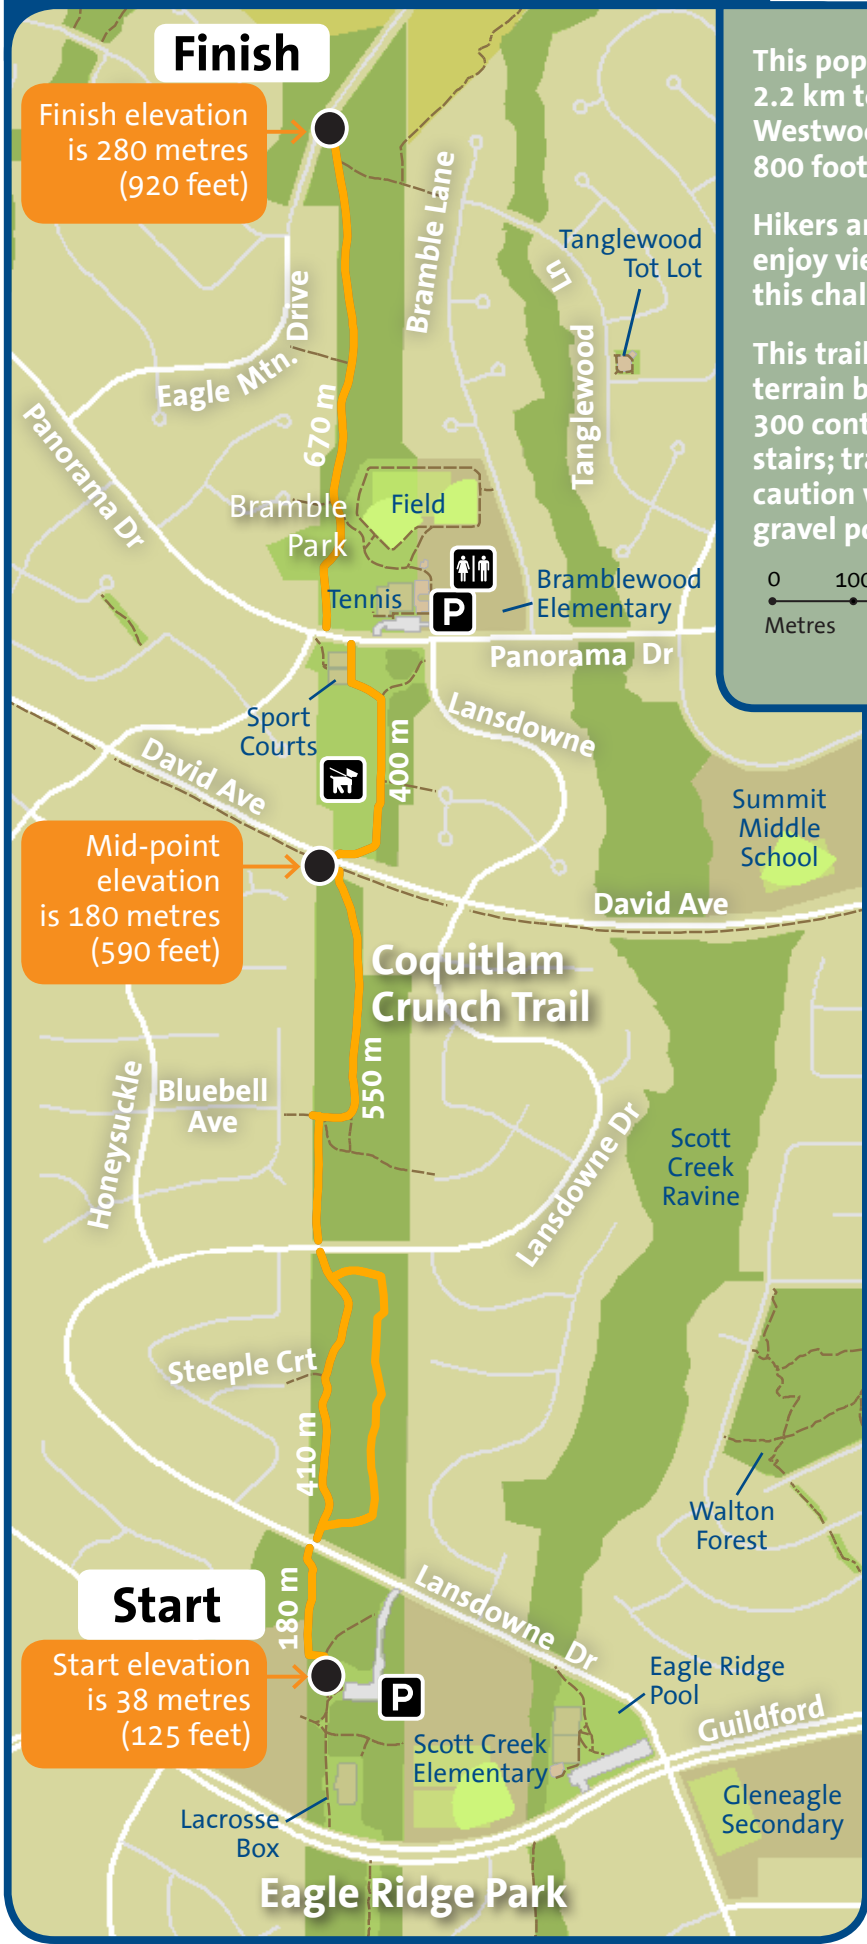 Finish
Finish elevation
is 280 metres
(920 feet)
This pop
2.2 km t
Westwoo
800 foot
Hikers a
enjoy vie
this chal
This trail
terrain b
300 cont
stairs; tra
caution
gravel po
0 100
Metres
Bramble Lane
Tanglewood
Tot Lot
Ln
Tanglewood
Drive
Eagle Mtn.
670 m
Panorama Dr
Bramble
Park
Field
Tennis
P
Bramblewood
Elementary
Panorama Dr
Lansdowne
Sport
Courts
400 m
David Ave
Summit
Middle
School
Mid-point
elevation
is 180 metres
(590 feet)
David Ave
Coquitlam
Crunch Trail
550 m
Honeysuckle
Bluebell
Ave
Lansdowne Dr
Scott
Creek
Ravine
Steeple Crt
410 m
Walton
Forest
Start
180 m
Lansdowne Dr
Start elevation
is 38 metres
(125 feet)
P
Eagle Ridge
Pool
Guildford
Scott Creek
Elementary
Gleneagle
Secondary
Lacrosse
Box
Eagle Ridge Park